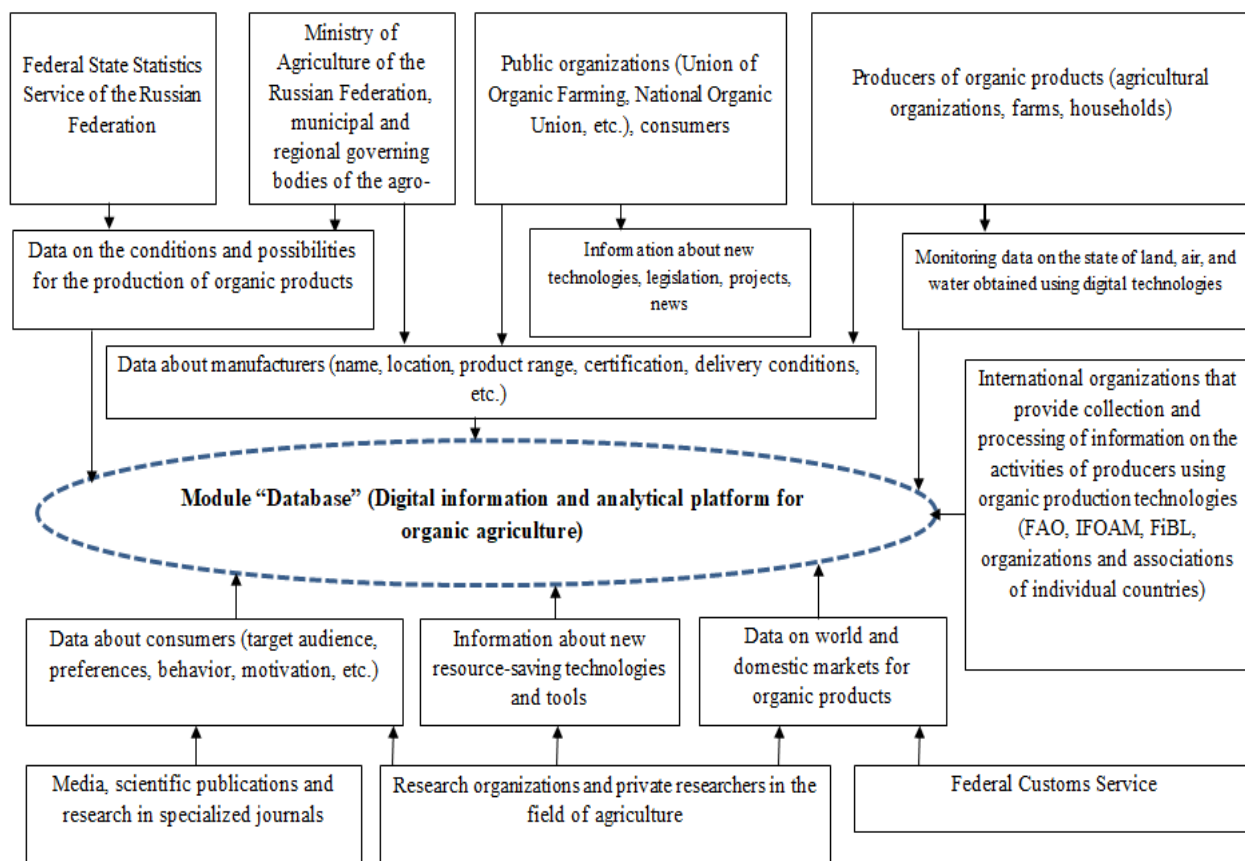 Federal State Statistics
Service of the Russian
Federation
Ministry of
Agriculture of the
Russian Federation,
municipal and
regional governing
bodies of the agro-
Public organizations (Union of
Organic Farming, National Organic
Union, etc.), consumers
Producers of organic products (agricultural
organizations, farms, households)
Data on the conditions and possibilities
for the production of organic products
Information about new
technologies, legislation, projects,
news
Monitoring data on the state of land, air, and
water obtained using digital technologies
Data about manufacturers (name, location, product range, certification, delivery conditions,
etc.)
International organizations that
provide collection and
processing of information on the
activities of producers using
organic production technologies
(FAO, IFOAM, FiBL,
organizations and associations
of individual countries)
Module “Database” (Digital information and analytical platform for
organic agriculture)
Data about consumers (target audience,
preferences, behavior, motivation, etc.)
Information about new
resource-saving technologies
and tools
Data on world and
domestic markets for
organic products
Media, scientific publications and
research in specialized journals
Research organizations and private researchers in the
field of agriculture
Federal Customs Service